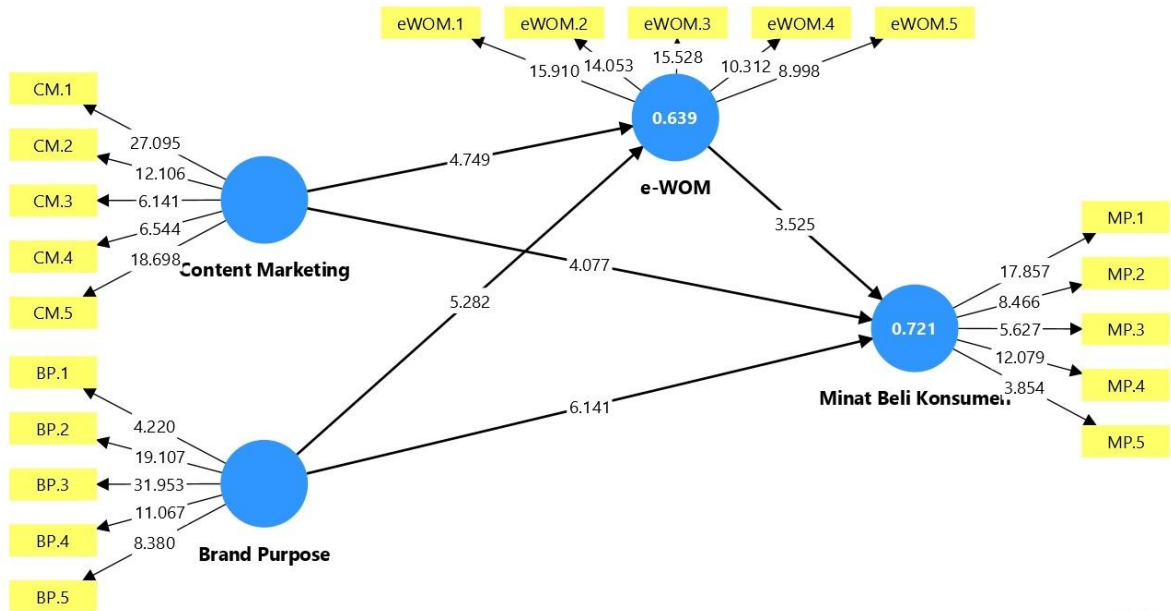 eWOM.1
eWOM.2
eWOM.3
eWOM.4
eWOM.5
15.910
14.053
15.528
10.312
8.998
0.639
e-WOM
CM.1
CM.2
CM.3
CM.4
CM.5
27.095
12.106
6.141
6.544
18.698
Content Marketing
4.749
4.077
5.282
3.525
6.141
BP.1
BP.2
BP.3
BP.4
BP.5
4.220
19.107
31.953
11.067
8.380
Brand Purpose
0.721
Minat Beli Konsumen
17.857
8.466
5.627
12.079
3.854
MP.1
MP.2
MP.3
MP.4
MP.5